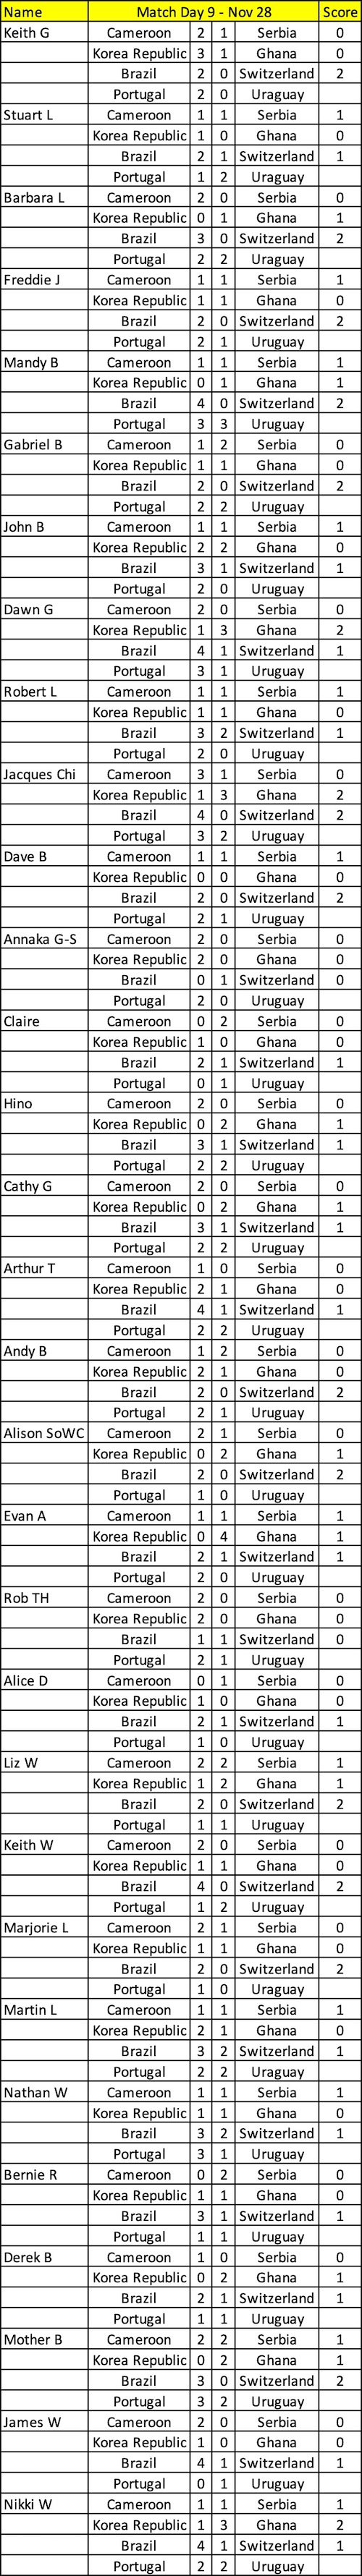 Name Match Day 9 - Nov 28 Score
Keith G Cameroon 2 1 Serbia 0
Korea Republic 3 1 Ghana 0
Brazil 2 0 Switzerland 2
Portugal 2 0 Uraguay
Stuart L Cameroon 1 1 Serbia 1
Korea Republic 1 0 Ghana 0
Brazil 2 1 Switzerland 1
Portugal 1 2 Uraguay
Barbara L Cameroon 2 0 Serbia 0
Korea Republic 0 1 Ghana 1
Brazil 3 0 Switzerland 2
Portugal 2 2 Uraguay
Freddie J Cameroon 1 1 Serbia 1
Korea Republic 1 1 Ghana 0
Brazil 2 0 Switzerland 2
Portugal 2 1 Uruguay
Mandy B Cameroon 1 1 Serbia 1
Korea Republic 0 1 Ghana 1
Brazil 4 0 Switzerland 2
Portugal 3 3 Uruguay
Gabriel B Cameroon 1 2 Serbia 0
Korea Republic 1 1 Ghana 0
Brazil 2 0 Switzerland 2
Portugal 2 2 Uruguay
John B Cameroon 1 1 Serbia 1
Korea Republic 2 2 Ghana 0
Brazil 3 1 Switzerland 1
Portugal 2 0 Uruguay
Dawn G Cameroon 2 0 Serbia 0
Korea Republic 1 3 Ghana 2
Brazil 4 1 Switzerland 1
Portugal 3 1 Uruguay
Robert L Cameroon 1 1 Serbia 1
Korea Republic 1 1 Ghana 0
Brazil 3 2 Switzerland 1
Portugal 2 0 Uruguay
Jacques Chi Cameroon 3 1 Serbia 0
Korea Republic 1 3 Ghana 2
Brazil 4 0 Switzerland 2
Portugal 3 2 Uruguay
Dave B Cameroon 1 1 Serbia 1
Korea Republic 0 0 Ghana 0
Brazil 2 0 Switzerland 2
Portugal 2 1 Uruguay
Annaka G-S Cameroon 2 0 Serbia 0
Korea Republic 2 0 Ghana 0
Brazil 0 1 Switzerland 0
Portugal 2 0 Uruguay
Claire Cameroon 0 2 Serbia 0
Korea Republic 1 0 Ghana 0
Brazil 2 1 Switzerland 1
Portugal 0 1 Uruguay
Hino Cameroon 2 0 Serbia 0
Korea Republic 0 2 Ghana 1
Brazil 3 1 Switzerland 1
Portugal 2 2 Uruguay
Cathy G Cameroon 2 0 Serbia 0
Korea Republic 0 2 Ghana 1
Brazil 3 1 Switzerland 1
Portugal 2 2 Uruguay
Arthur T Cameroon 1 0 Serbia 0
Korea Republic 2 1 Ghana 0
Brazil 4 1 Switzerland 1
Portugal 2 2 Uruguay
Andy B Cameroon 1 2 Serbia 0
Korea Republic 2 1 Ghana 0
Brazil 2 0 Switzerland 2
Portugal 2 1 Uruguay
Alison SoWC Cameroon 2 1 Serbia 0
Korea Republic 0 2 Ghana 1
Brazil 2 0 Switzerland 2
Portugal 1 0 Uruguay
Evan A Cameroon 1 1 Serbia 1
Korea Republic 0 4 Ghana 1
Brazil 2 1 Switzerland 1
Portugal 2 0 Uruguay
Rob TH Cameroon 2 0 Serbia 0
Korea Republic 2 0 Ghana 0
Brazil 1 1 Switzerland 0
Portugal 2 1 Uruguay
Alice D Cameroon 0 1 Serbia 0
Korea Republic 1 0 Ghana 0
Brazil 2 1 Switzerland 1
Portugal 1 0 Uruguay
Liz W Cameroon 2 2 Serbia 1
Korea Republic 1 2 Ghana 1
Brazil 2 0 Switzerland 2
Portugal 1 1 Uruguay
Keith W Cameroon 2 0 Serbia 0
Korea Republic 1 1 Ghana 0
Brazil 4 0 Switzerland 2
Portugal 1 2 Uruguay
Marjorie L Cameroon 2 1 Serbia 0
Korea Republic 1 1 Ghana 0
Brazil 2 0 Switzerland 2
Portugal 1 0 Uraguay
Martin L Cameroon 1 1 Serbia 1
Korea Republic 2 1 Ghana 0
Brazil 3 2 Switzerland 1
Portugal 2 2 Uraguay
Nathan W Cameroon 1 1 Serbia 1
Korea Republic 1 1 Ghana 0
Brazil 3 2 Switzerland 1
Portugal 3 1 Uruguay
Bernie R Cameroon 0 2 Serbia 0
Korea Republic 1 1 Ghana 0
Brazil 3 1 Switzerland 1
Portugal 1 1 Uruguay
Derek B Cameroon 1 0 Serbia 0
Korea Republic 0 2 Ghana 1
Brazil 2 1 Switzerland 1
Portugal 1 1 Uruguay
Mother B Cameroon 2 2 Serbia 1
Korea Republic 0 2 Ghana 1
Brazil 3 0 Switzerland 2
Portugal 3 2 Uruguay
James W Cameroon 2 0 Serbia 0
Korea Republic 1 0 Ghana 0
Brazil 4 1 Switzerland 1
Portugal 0 1 Uruguay
Nikki W Cameroon 1 1 Serbia 1
Korea Republic 1 3 Ghana 2
Brazil 4 1 Switzerland 1
Portugal 2 2 Uruguay